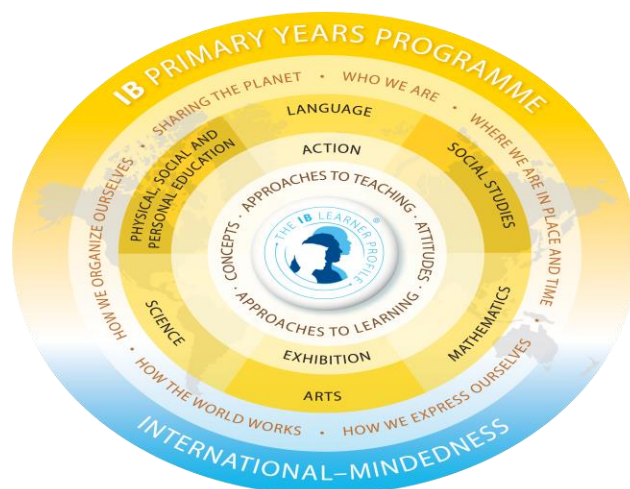 IB PRIMARY YEARS PROGRAMME
HOW WE ORGANIZE OURSELVES • SHARING THE PLANET • WHO WE ARE • WHERE WE ARE IN PLACE AND TIME •
HOW THE WORLD WORKS • HOW WE EXPRESS OURSELVES
LANGUAGE
SOCIAL STUDIES
MATHEMATICS
ARTS
SCIENCE
PHYSICAL, SOCIAL AND
PERSONAL EDUCATION
ACTION
EXHIBITION
CONCEPTS · APPROACHES TO TEACHING · ATTITUDES ·
APPROACHES TO LEARNING ·
THE IB LEARNER PROFILE ®
INTERNATIONAL–MINDEDNESS